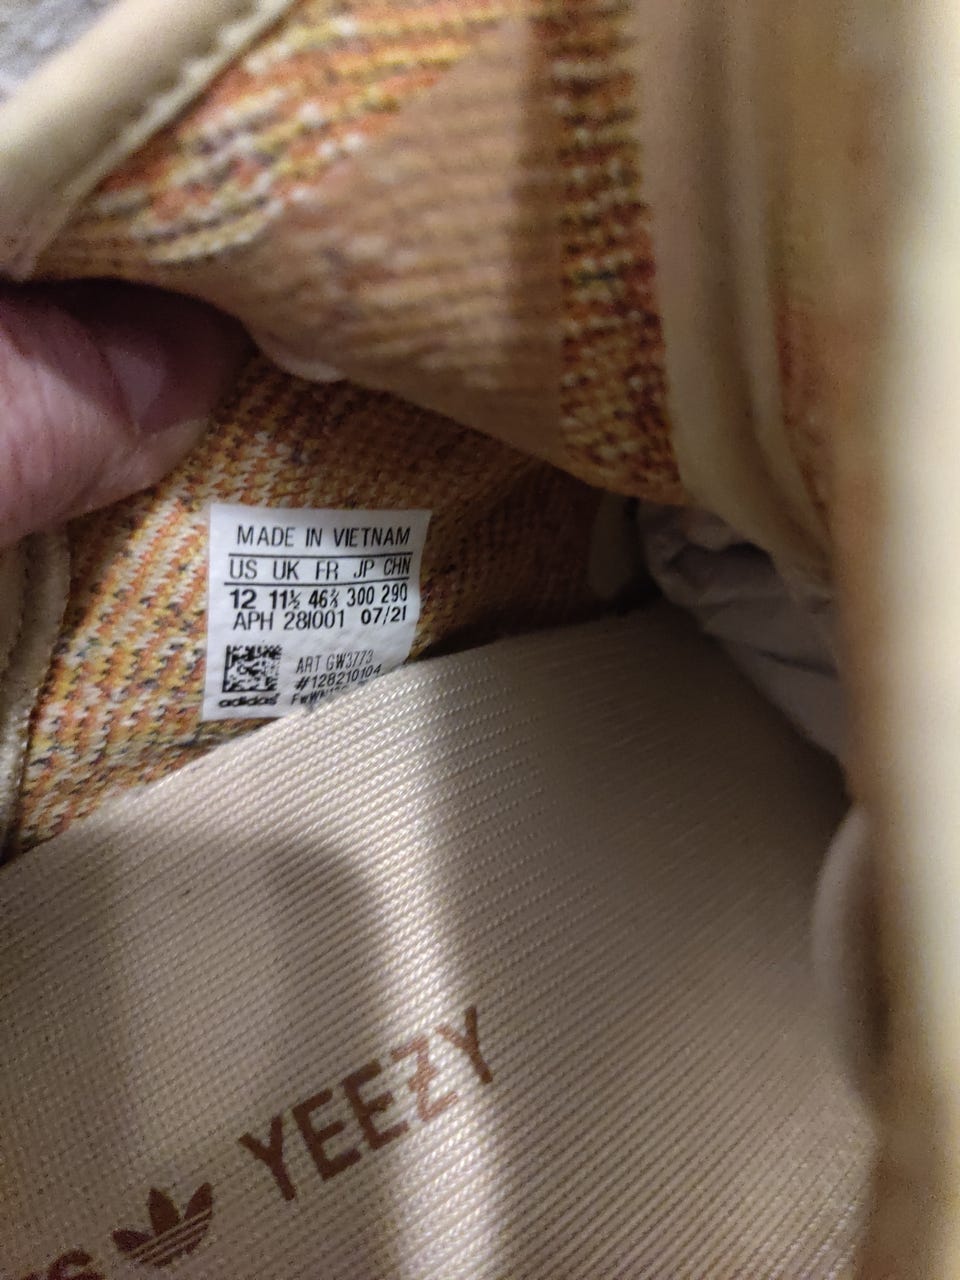 MADE IN VIETNAM
US UK FR JP CHN
12 11½ 46⅔ 300 290
APH 28I001 07/21
ART GW3773
#128210104
adidas
YEEZY